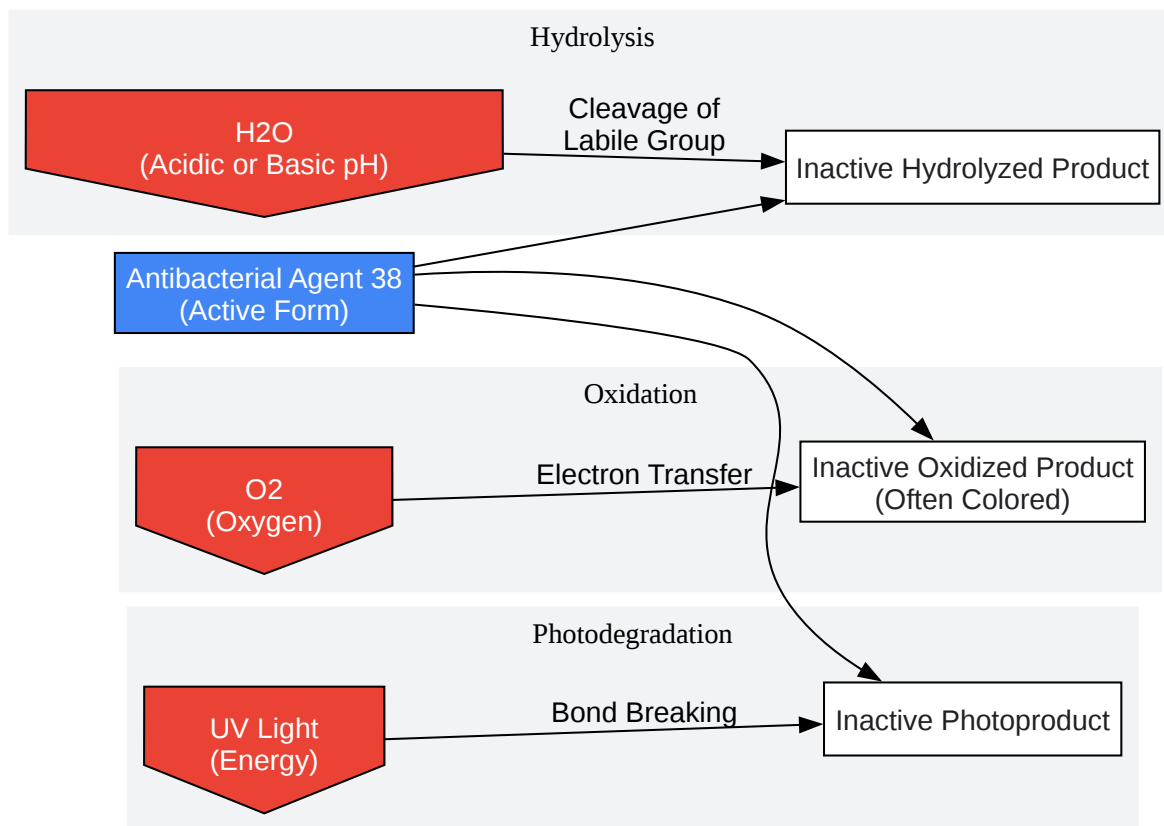 Hydrolysis
H2O
(Acidic or Basic pH)
Cleavage of
Labile Group
Inactive Hydrolyzed Product
Antibacterial Agent 38
(Active Form)
Oxidation
O2
(Oxygen)
Electron Transfer
Inactive Oxidized Product
(Often Colored)
Photodegradation
UV Light
(Energy)
Bond Breaking
Inactive Photoproduct